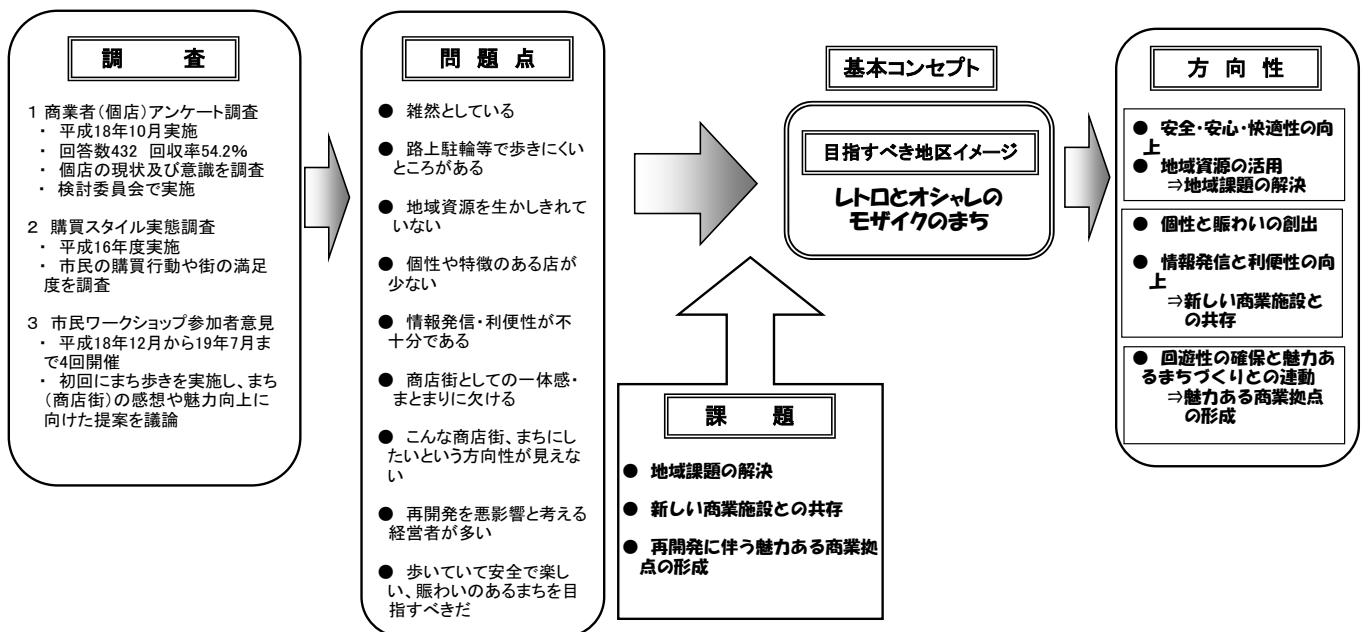 調　　査
1 商業者(個店)アンケート調査
・ 平成18年10月実施
・ 回答数432 回収率54.2%
・ 個店の現状及び意識を調査
・ 検討委員会で実施
2 購買スタイル実態調査
・ 平成16年度実施
・ 市民の購買行動や街の満足
度を調査
3 市民ワークショップ参加者意見
・ 平成18年12月から19年7月ま
で4回開催
・ 初回にまち歩きを実施し、まち
(商店街)の感想や魅力向上に
向けた提案を議論
問 題 点
● 雑然としている
● 路上駐輪等で歩きにくい
ところがある
● 地域資源を生かしきれて
いない
● 個性や特徴のある店が
少ない
● 情報発信・利便性が不
十分である
● 商店街としての一体感・
まとまりに欠ける
● こんな商店街、まちにし
たいという方向性が見えな
い
● 再開発を悪影響と考える
経営者が多い
● 歩いていて安全で楽し
い、賑わいのあるまちを目
指すべきだ
基本コンセプト
目指すべき地区イメージ
レトロとオシャレの
モザイクのまち
課　　題
● 地域課題の解決
● 新しい商業施設との共存
● 再開発に伴う魅力ある商業拠
点の形成
方 向 性
● 安全・安心・快適性の向
上
● 地域資源の活用
⇒地域課題の解決
● 個性と賑わいの創出
● 情報発信と利便性の向
上
⇒新しい商業施設と
の共存
● 回遊性の確保と魅力あ
るまちづくりとの連動
⇒魅力ある商業拠点
の形成